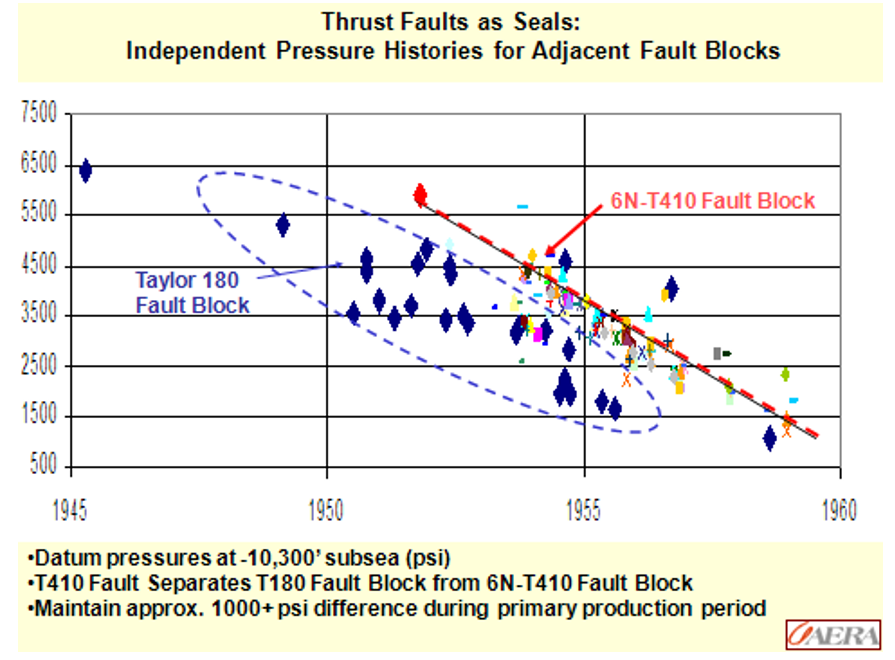 Thrust Faults as Seals:
Independent Pressure Histories for Adjacent Fault Blocks
7500
6500
5500
4500
3500
2500
1500
500
6N-T410 Fault Block
Taylor 180
Fault Block
1945
1950
1955
1960
•Datum pressures at -10,300’ subsea (psi)
•T410 Fault Separates T180 Fault Block from 6N-T410 Fault Block
•Maintain approx. 1000+ psi difference during primary production period
AERA